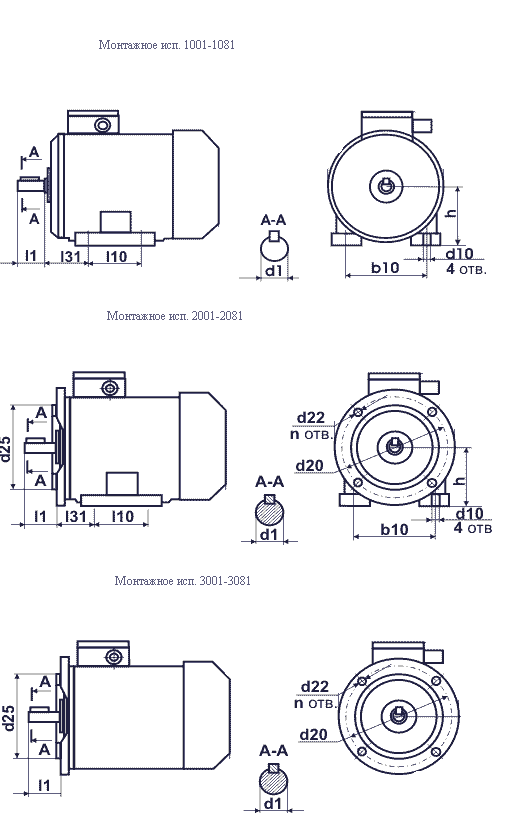 Монтажное исп. 1001-1081
A
A
l1
l31
l10
A-A
d1
h
d10
b10
4 отв.
Монтажное исп. 2001-2081
d25
A
A
l1
l31
l10
A-A
d1
d22
n отв.
d20
h
d10
b10
4 отв
Монтажное исп. 3001-3081
d25
A
A
l1
A-A
d1
d22
n отв.
d20